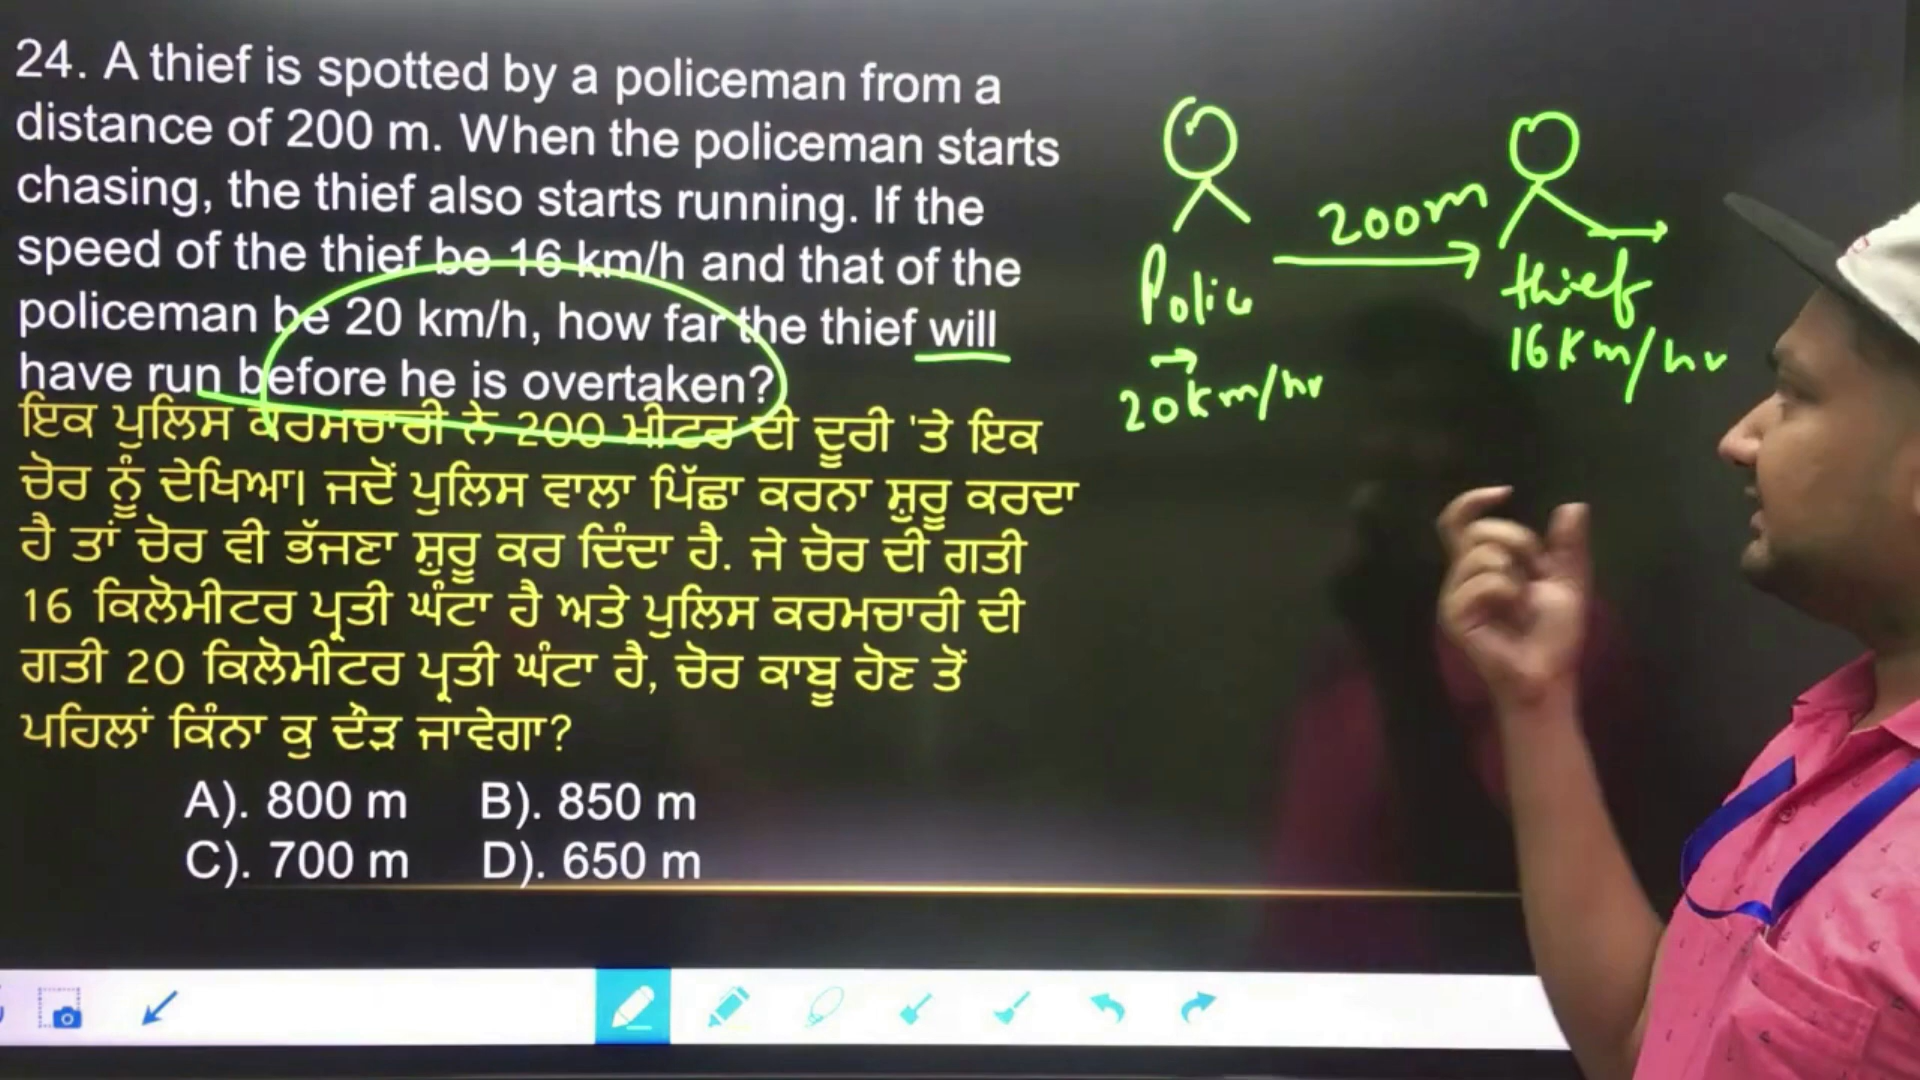 24. A thief is spotted by a policeman from a
distance of 200 m. When the policeman starts
chasing, the thief also starts running. If the
speed of the thief be 16 km/h and that of the
policeman be 20 km/h, how far the thief will
have run before he is overtaken?
ਇਕ ਪੁਲਿਸ ਕਰਮਚਾਰੀ ਨੇ 200 ਮੀਟਰ ਦੀ ਦੂਰੀ 'ਤੇ ਇਕ
ਚੋਰ ਨੂੰ ਦੇਖਿਆ। ਜਦੋਂ ਪੁਲਿਸ ਵਾਲਾ ਪਿੱਛਾ ਕਰਨਾ ਸ਼ੁਰੂ ਕਰਦਾ
ਹੈ ਤਾਂ ਚੋਰ ਵੀ ਭੱਜਣਾ ਸ਼ੁਰੂ ਕਰ ਦਿੰਦਾ ਹੈ. ਜੇ ਚੋਰ ਦੀ ਗਤੀ
16 ਕਿਲੋਮੀਟਰ ਪ੍ਰਤੀ ਘੰਟਾ ਹੈ ਅਤੇ ਪੁਲਿਸ ਕਰਮਚਾਰੀ ਦੀ
ਗਤੀ 20 ਕਿਲੋਮੀਟਰ ਪ੍ਰਤੀ ਘੰਟਾ ਹੈ, ਚੋਰ ਕਾਬੂ ਹੋਣ ਤੋਂ
ਪਹਿਲਾਂ ਕਿੰਨਾ ਕੁ ਦੌੜ ਜਾਵੇਗਾ?
A). 800 m B). 850 m
C). 700 m D). 650 m
200m
Polic thief
20km/hr 16km/hr